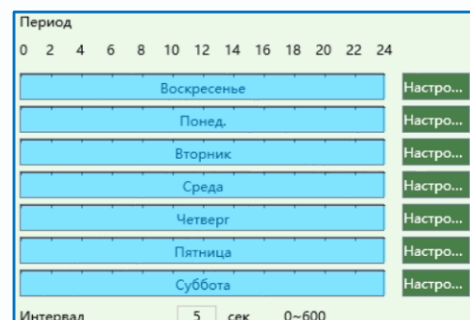 Период
0 2 4 6 8 10 12 14 16 18 20 22 24
Воскресенье Настро...
Понед. Настро...
Вторник Настро...
Среда Настро...
Четверг Настро...
Пятница Настро...
Суббота Настро...
Интервал 5 сек 0~600